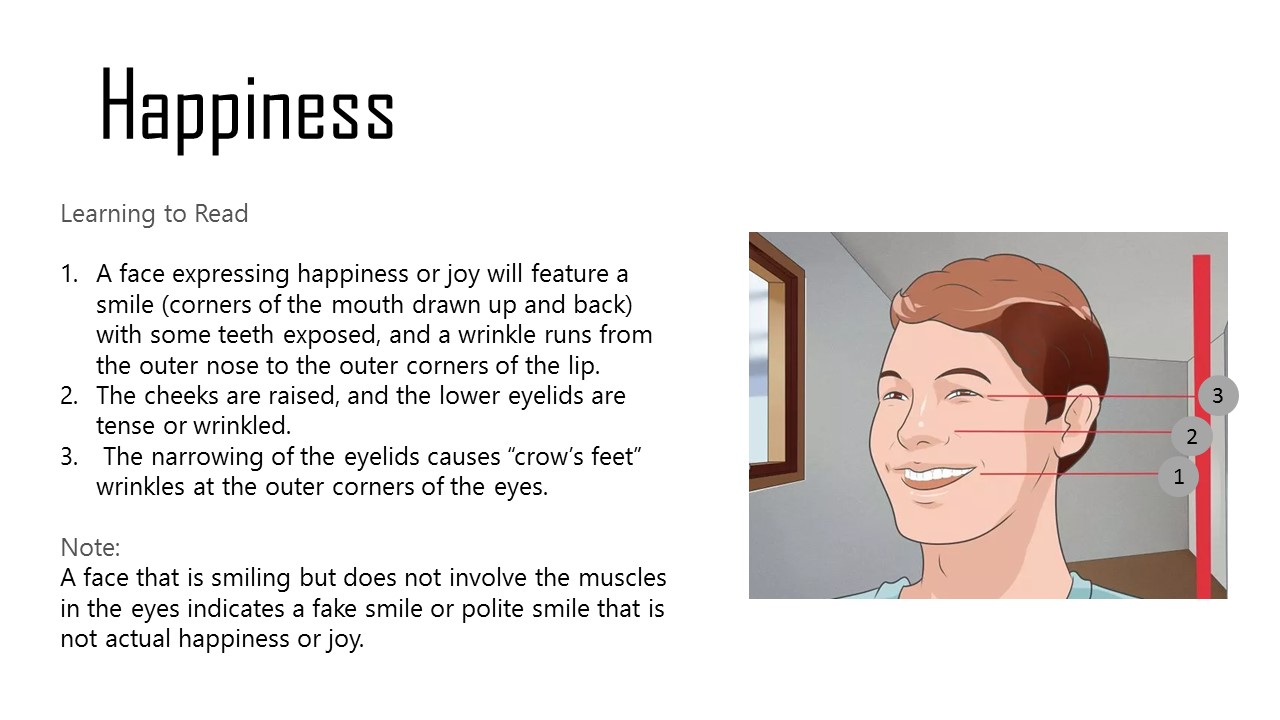 Happiness
Learning to Read
1. A face expressing happiness or joy will feature a
smile (corners of the mouth drawn up and back)
with some teeth exposed, and a wrinkle runs from
the outer nose to the outer corners of the lip.
2. The cheeks are raised, and the lower eyelids are
tense or wrinkled.
3. The narrowing of the eyelids causes “crow’s feet”
wrinkles at the outer corners of the eyes.
Note:
A face that is smiling but does not involve the muscles
in the eyes indicates a fake smile or polite smile that is
not actual happiness or joy.
3
2
1